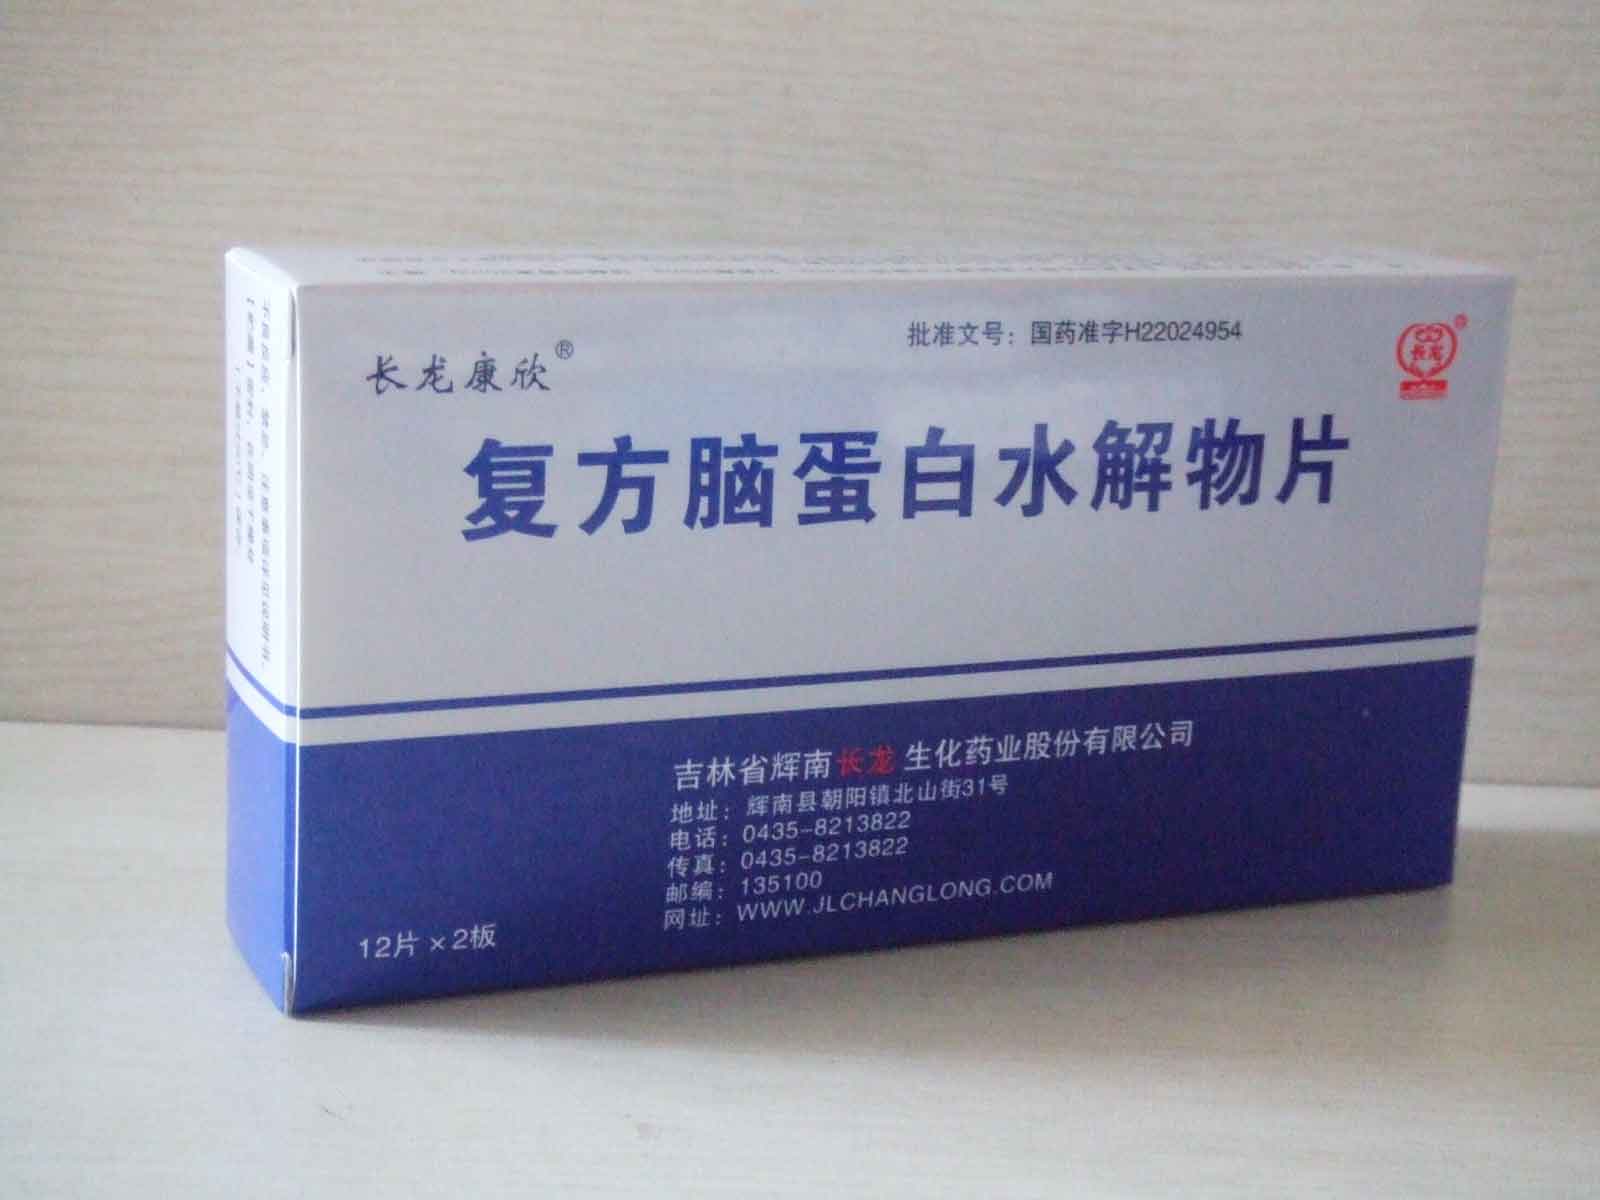 批准文号：国药准字H22024954
长龙康欣®
长龙®
复方脑蛋白水解物片
吉林省辉南长龙生化药业股份有限公司
地址：辉南县朝阳镇北山街31号
电话：0435-8213822
传真：0435-8213822
邮编：135100
网址：WWW.JLCHANGLONG.COM
12片×2板